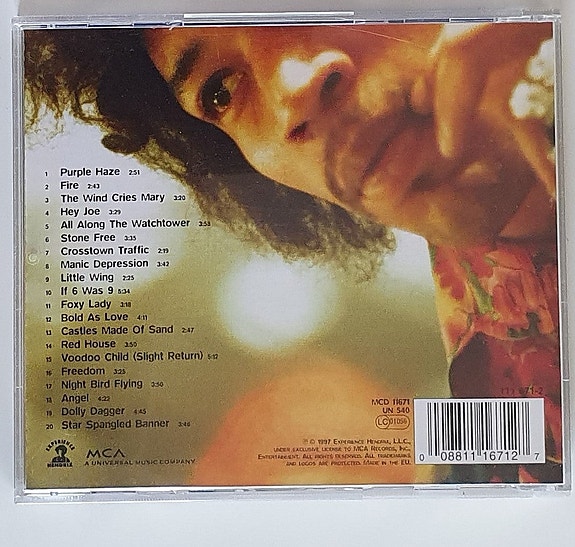 1 Purple Haze 2:51
2 Fire 2:43
3 The Wind Cries Mary 3:20
4 Hey Joe 3:29
5 All Along The Watchtower 3:58
6 Stone Free 3:35
7 Crosstown Traffic 2:19
8 Manic Depression 3:42
9 Little Wing 2:25
10 If 6 Was 9 5:34
11 Foxy Lady 3:18
12 Bold As Love 4:11
13 Castles Made Of Sand 2:47
14 Red House 3:50
15 Voodoo Child (Slight Return) 5:12
16 Freedom 3:25
17 Night Bird Flying 3:50
18 Angel 4:22
19 Dolly Dagger 4:45
20 Star Spangled Banner 3:46
EXPERIENCE
HENDRIX
MCA
A UNIVERSAL MUSIC COMPANY
MCD 11671
UN 540
LC 01056
℗ © 1997 Experience Hendrix, L.L.C.,
under exclusive license to MCA Records, Inc.
Entertainment. All rights reserved. All trademarks
and logos are protected. Made in the EU.
111 671-2
0 08811 16712 7